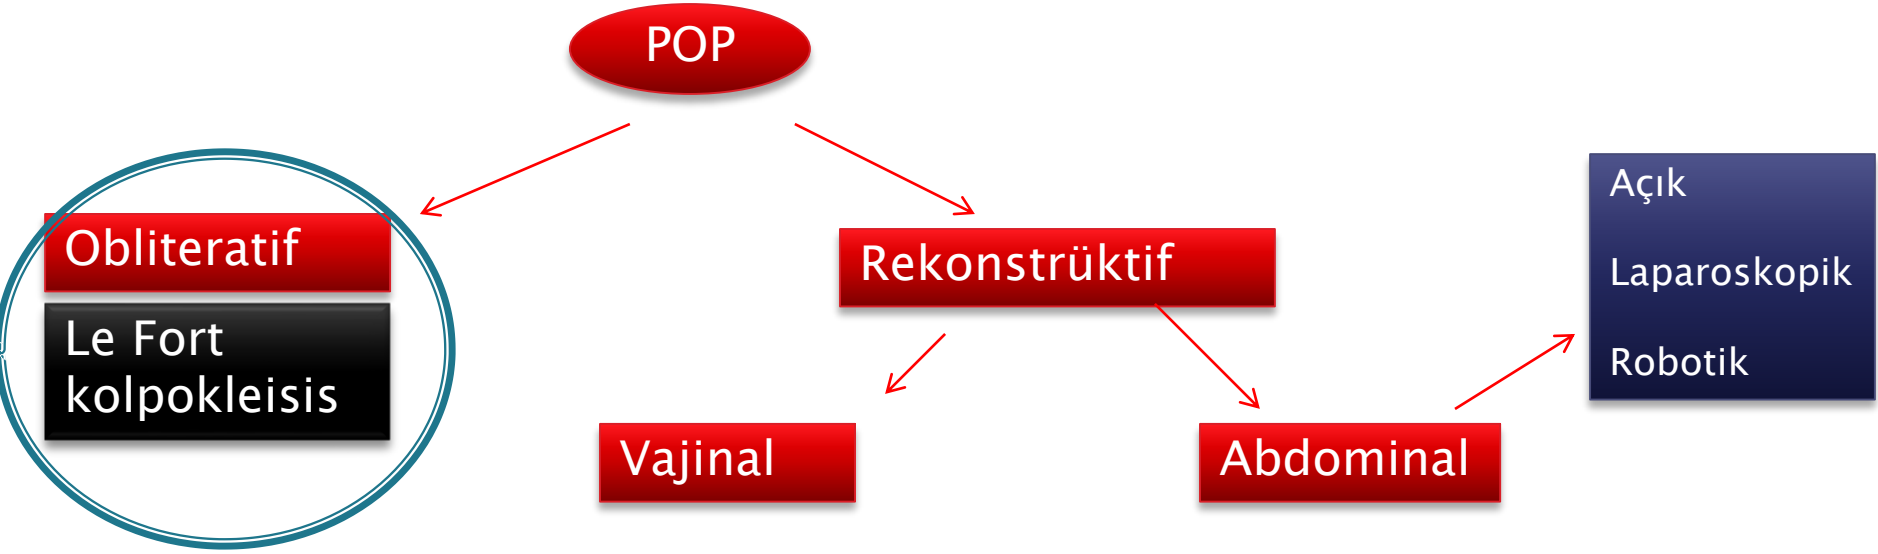 POP
Obliteratif
Le Fort
kolpokleisis
Rekonstrüktif
Vajinal
Abdominal
Açık
Laparoskopik
Robotik